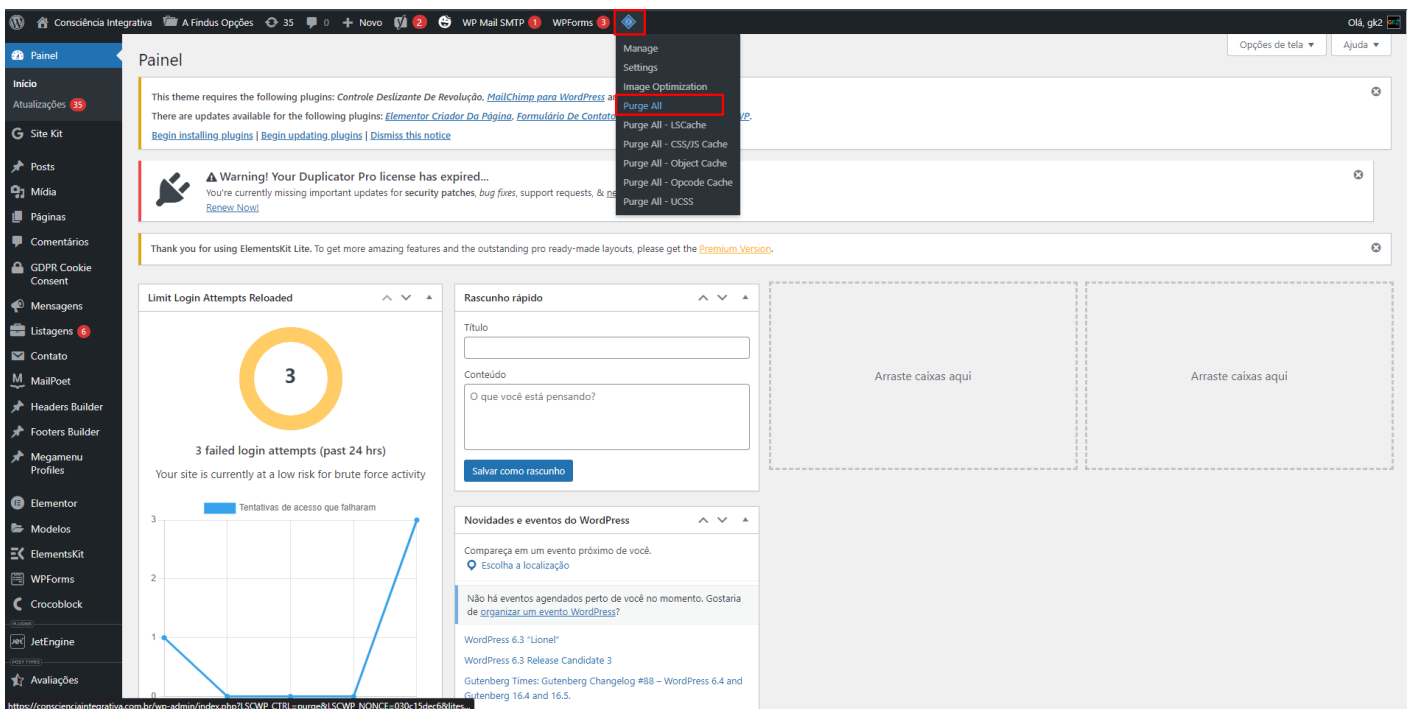 Consciência Integrativa A Findus Opções 35 0 + Novo 2 WP Mail SMTP 1 WPForms 3 Olá, gk2
Painel
Início
Atualizações 35
Site Kit
Posts
Mídia
Páginas
Comentários
GDPR Cookie
Consent
Mensagens
Listagens 6
Contato
MailPoet
Headers Builder
Footers Builder
Megamenu
Profiles
Elementor
Modelos
ElementsKit
WPForms
Crocoblock
JetEngine
Avaliações
Manage
Settings
Image Optimization
Purge All
Purge All - LSCache
Purge All - CSS/JS Cache
Purge All - Object Cache
Purge All - Opcode Cache
Purge All - UCSS
Opções de tela ▼ Ajuda ▼
Painel
This theme requires the following plugins: Controle Deslizante De Revolução, MailChimp para WordPress
There are updates available for the following plugins: Elementor Criador Da Página, Formulário De Contato
Begin installing plugins | Begin updating plugins | Dismiss this notice
Warning! Your Duplicator Pro license has expired...
You're currently missing important updates for security patches, bug fixes, support requests, &
Renew Now!
Thank you for using ElementsKit Lite. To get more amazing features and the outstanding pro ready-made layouts, please get the Premium Version.
Limit Login Attempts Reloaded
3
3 failed login attempts (past 24 hrs)
Your site is currently at a low risk for brute force activity
Tentativas de acesso que falharam
3
2
1
0
Rascunho rápido
Título
Conteúdo
O que você está pensando?
Salvar como rascunho
Novidades e eventos do WordPress
Compareça em um evento próximo de você.
Escolha a localização
Não há eventos agendados perto de você no momento. Gostaria
de organizar um evento WordPress?
WordPress 6.3 "Lionel"
WordPress 6.3 Release Candidate 3
Gutenberg Times: Gutenberg Changelog #88 – WordPress 6.4 and
Gutenberg 16.4 and 16.5.
Arraste caixas aqui
Arraste caixas aqui
https://conscienciaintegrativa.com.br/wp-admin/index.php?LSCWP_CTRL=purge&LSCWP_NONCE=030c15dec6&lites...